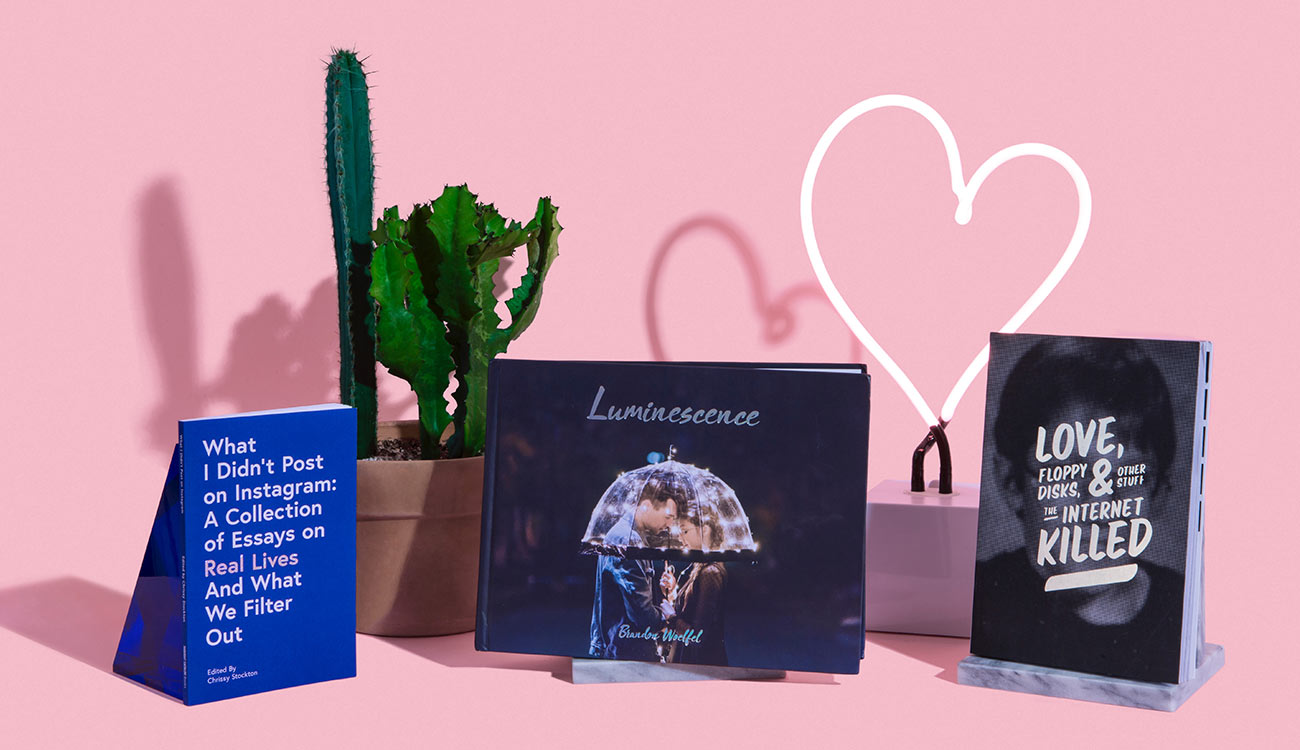 What
I Didn't Post
on Instagram:
A Collection
of Essays on
Real Lives
And What
We Filter
Out
Edited By
Chrissy Stockton
Luminescence
Brandon Woelfel
LOVE,
FLOPPY
DISKS,
&
OTHER
STUFF
THE INTERNET
KILLED